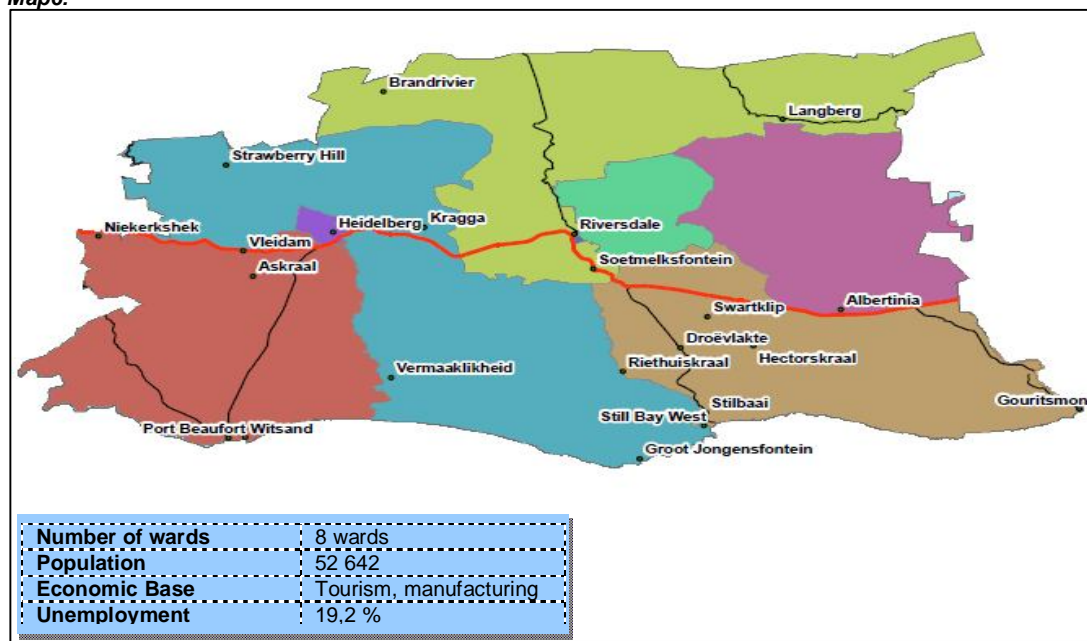 Map6:
Brandrivier
Langberg
Strawberry Hill
Niekerkshek
Heidelberg
Kragga
Riversdale
Vleidam
Askraal
Soetmelksfontein
Swartklip
Albertinia
Droëvlakte
Hectorskraal
Vermaaklikheid
Riethuiskraal
Stilbaai
Gouritsmon
Still Bay West
Port Beaufort Witsand
Groot Jongensfontein
Number of wards 8 wards
Population 52 642
Economic Base Tourism, manufacturing
Unemployment 19,2 %